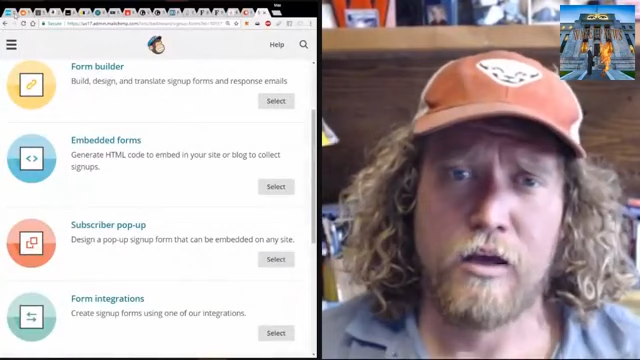 Help
Form builder
Build, design, and translate signup forms and response emails
Select
Embedded forms
Generate HTML code to embed in your site or blog to collect
signups.
Select
Subscriber pop-up
Design a pop-up signup form that can be embedded on any site.
Select
Form integrations
Create signup forms using one of our integrations.
Select